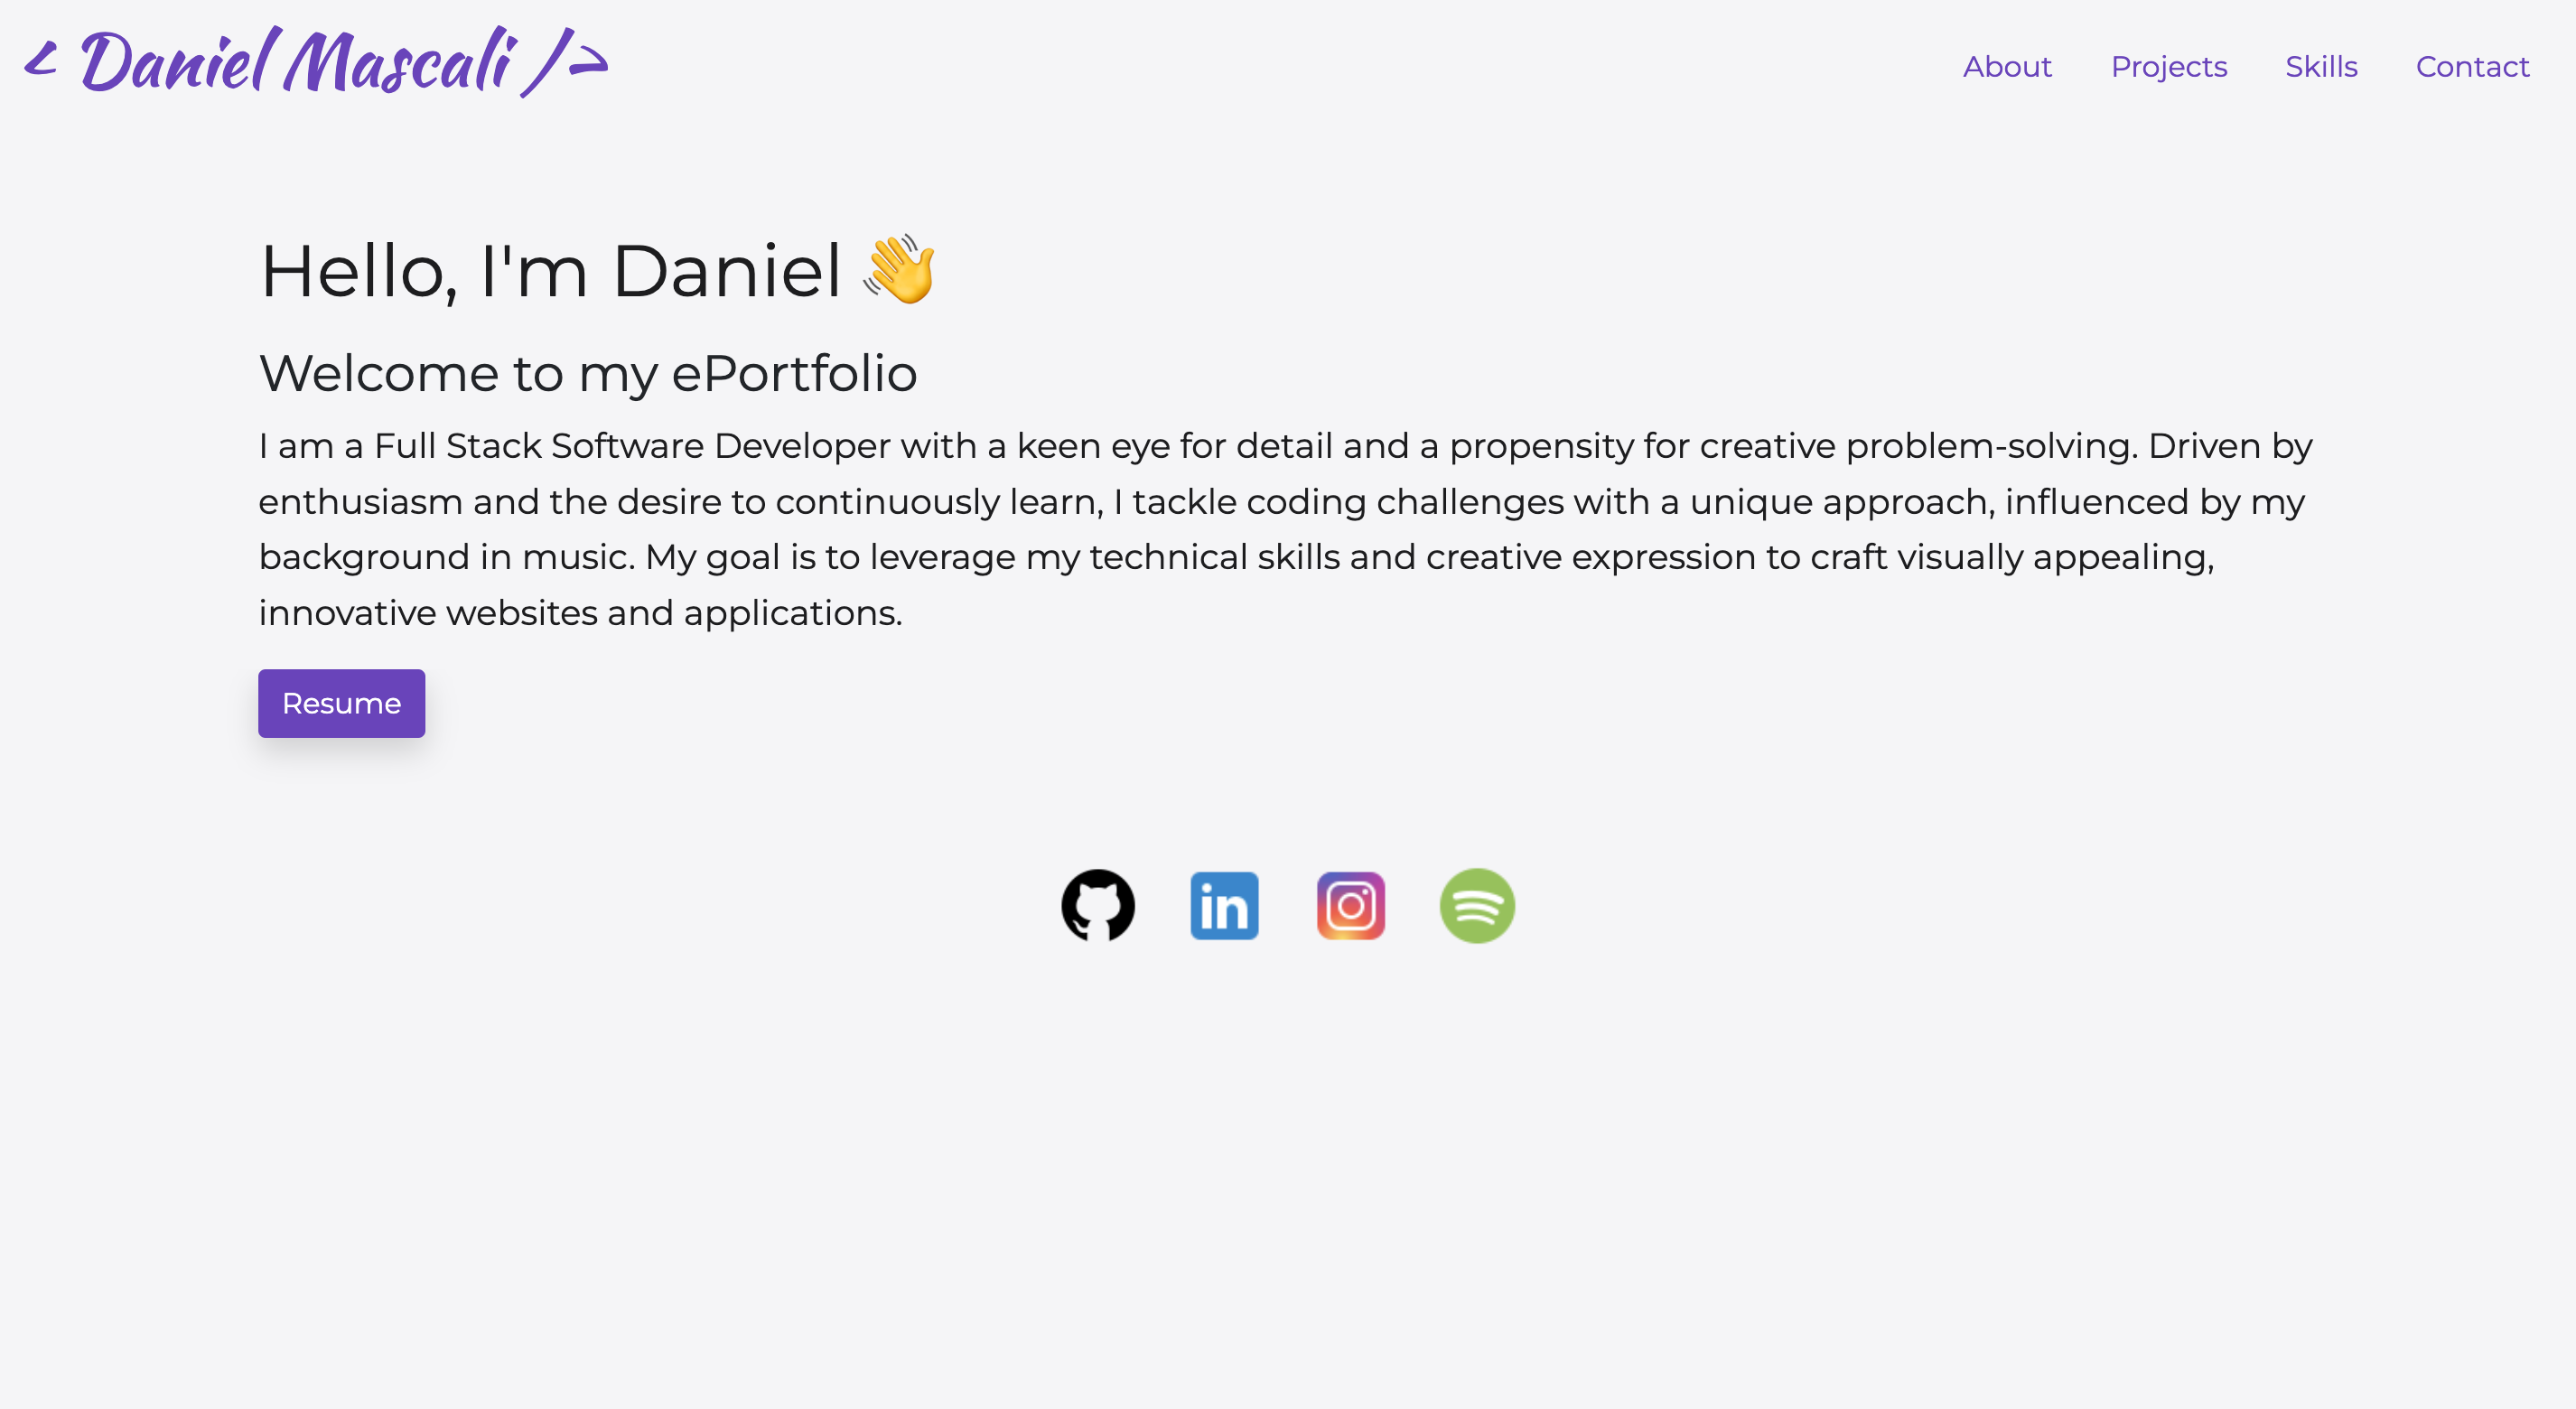 < Daniel Mascali />
About Projects Skills Contact
Hello, I'm Daniel 👋
Welcome to my ePortfolio
I am a Full Stack Software Developer with a keen eye for detail and a propensity for creative problem-solving. Driven by
enthusiasm and the desire to continuously learn, I tackle coding challenges with a unique approach, influenced by my
background in music. My goal is to leverage my technical skills and creative expression to craft visually appealing,
innovative websites and applications.
Resume
in